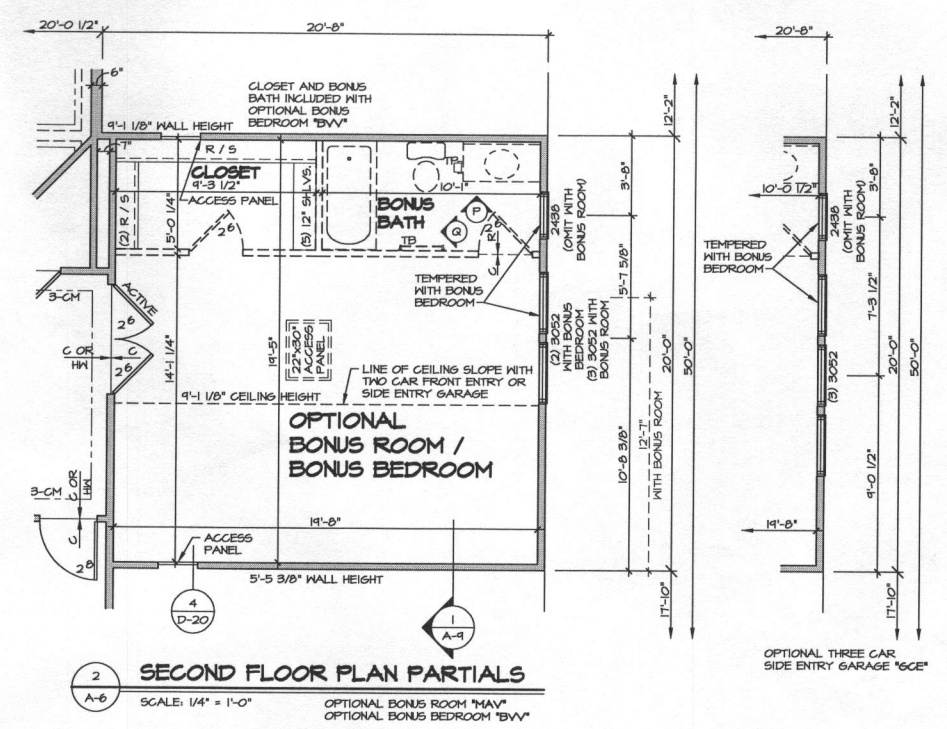 20'-0 1/2"
20'-8"
20'-8"
6"
CLOSET AND BONUS
BATH INCLUDED WITH
OPTIONAL BONUS
BEDROOM "BVV"
12'-2"
12'-2"
9'-1 1/8" WALL HEIGHT
7"
R / S
CLOSET
9'-3 1/2"
ACCESS PANEL
(2) R / S
5'-0 1/4"
2⁶
(5) 12" SHLVS.
BONUS
BATH
TB
TB
10'-1"
P
Q
R
C
2⁶
2438
(OMIT WITH
BONUS ROOM)
3'-8"
5'-7 5/8"
10'-0 1/2"
2438
(OMIT WITH
BONUS ROOM)
3'-8"
TEMPERED
WITH BONUS
BEDROOM
TEMPERED
WITH BONUS
BEDROOM
7'-3 1/2"
3-CM
ACTIVE
2⁶
2⁶
C OR
HW
C
14'-1 1/4"
19'-5"
22"x30"
ACCESS
PANEL
(2) 3052
WITH BONUS
BEDROOM
(3) 3052 WITH
BONUS ROOM
20'-0"
50'-0"
(3) 3052
20'-0"
50'-0"
LINE OF CEILING SLOPE WITH
TWO CAR FRONT ENTRY OR
SIDE ENTRY GARAGE
9'-1 1/8" CEILING HEIGHT
OPTIONAL
BONUS ROOM /
BONUS BEDROOM
10'-8 3/8"
12'-7"
WITH BONUS ROOM
9'-0 1/2"
3-CM
C OR
HW
C
2⁸
19'-8"
19'-8"
ACCESS
PANEL
5'-5 3/8" WALL HEIGHT
17'-10"
17'-10"
4
D-20
1
A-9
OPTIONAL THREE CAR
SIDE ENTRY GARAGE "GCE"
2
A-6
SECOND FLOOR PLAN PARTIALS
SCALE: 1/4" = 1'-0"
OPTIONAL BONUS ROOM "MAV"
OPTIONAL BONUS BEDROOM "BVV"